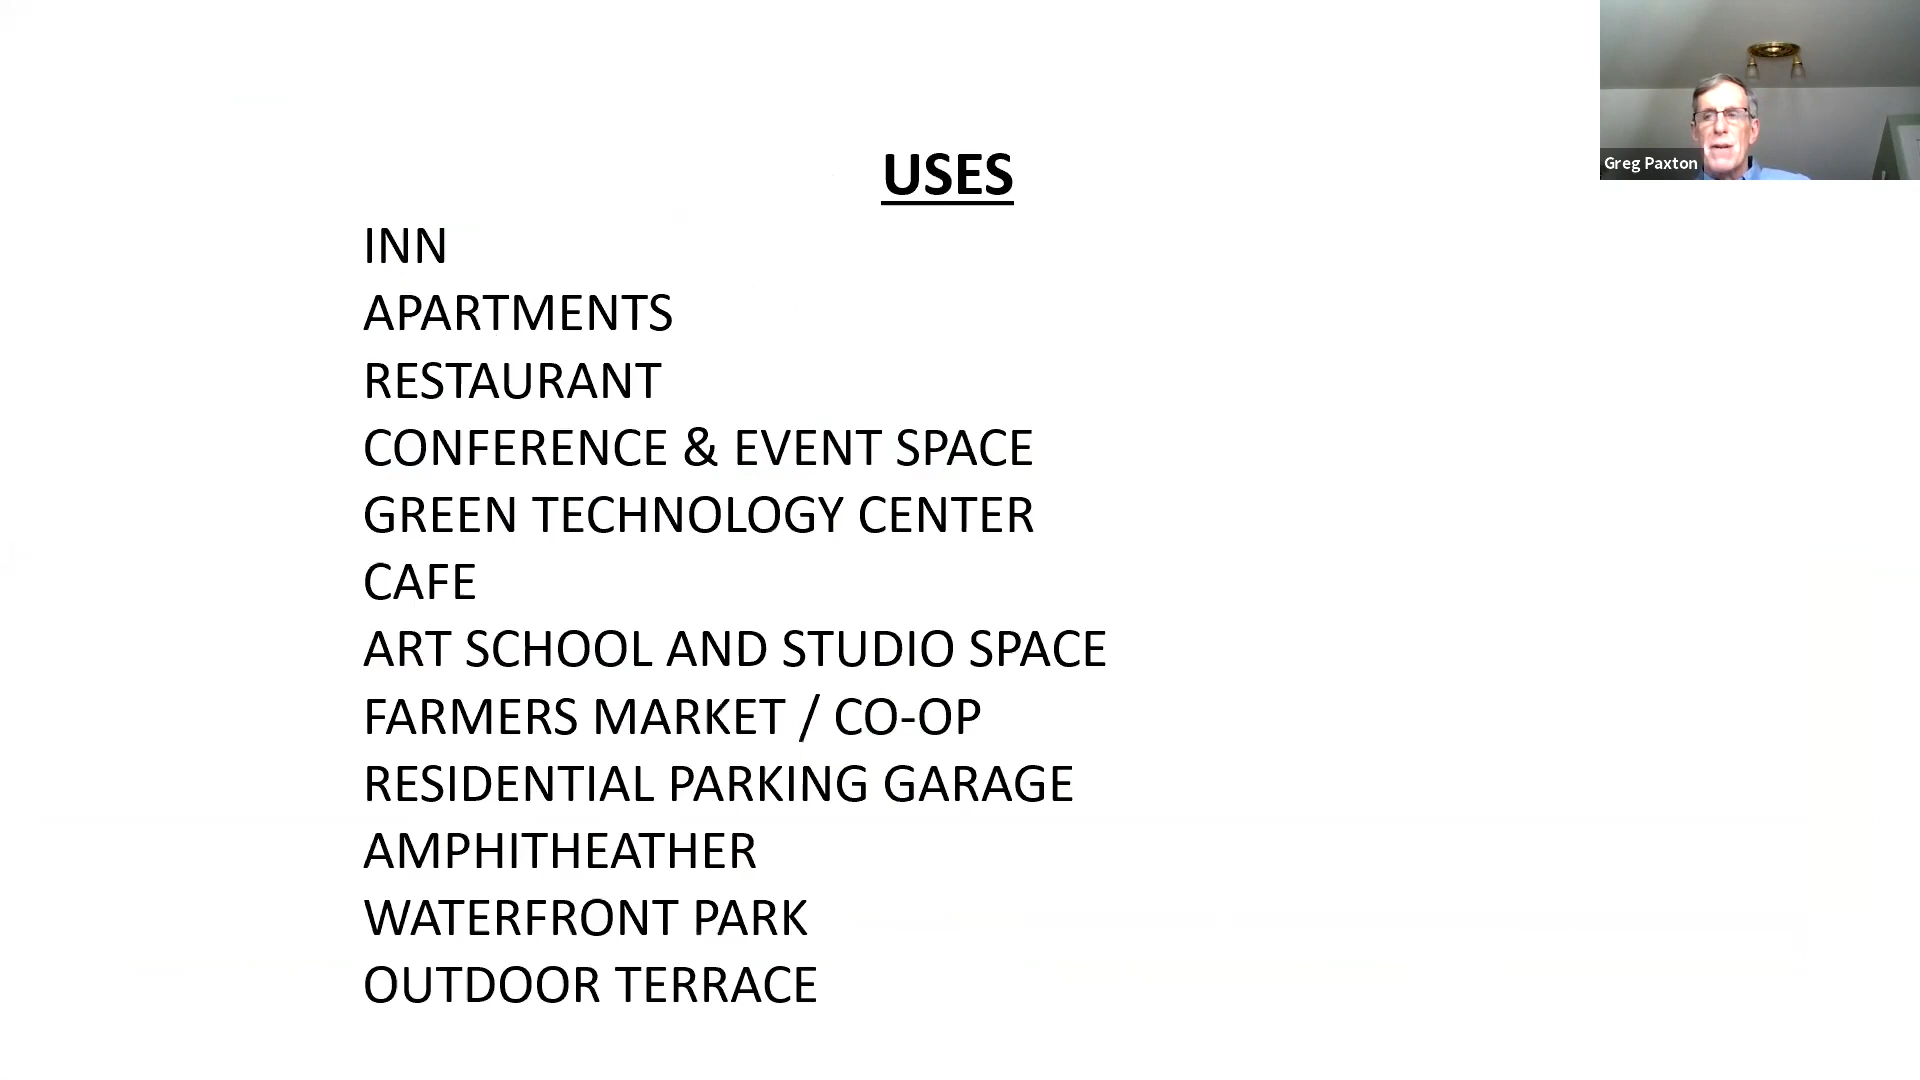 USES
INN
APARTMENTS
RESTAURANT
CONFERENCE & EVENT SPACE
GREEN TECHNOLOGY CENTER
CAFE
ART SCHOOL AND STUDIO SPACE
FARMERS MARKET / CO-OP
RESIDENTIAL PARKING GARAGE
AMPHITHEATHER
WATERFRONT PARK
OUTDOOR TERRACE
Greg Paxton